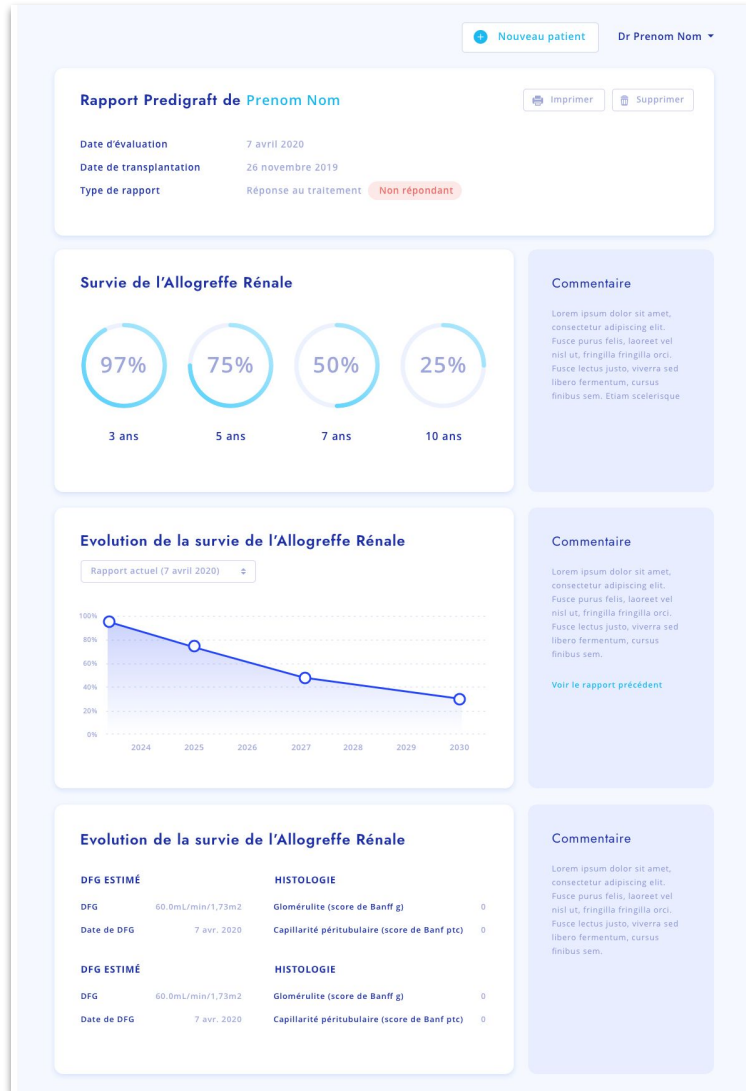 Nouveau patient
Dr Prenom Nom
Rapport Predigraft de Prenom Nom
Imprimer
Supprimer
Date d'évaluation 7 avril 2020
Date de transplantation 26 novembre 2019
Type de rapport Réponse au traitement Non répondant
Survie de l'Allogreffe Rénale
97% 75% 50% 25%
3 ans 5 ans 7 ans 10 ans
Commentaire
Lorem ipsum dolor sit amet,
consectetur adipiscing elit.
Fusce purus felis, laoreet vel
nisl ut, fringilla fringilla orci.
Fusce lectus justo, viverra sed
libero fermentum, cursus
finibus sem. Etiam scelerisque
Evolution de la survie de l'Allogreffe Rénale
Rapport actuel (7 avril 2020)
100%
80%
60%
40%
20%
0%
2024 2025 2026 2027 2028 2029 2030
Commentaire
Lorem ipsum dolor sit amet,
consectetur adipiscing elit.
Fusce purus felis, laoreet vel
nisl ut, fringilla fringilla orci.
Fusce lectus justo, viverra sed
libero fermentum, cursus
finibus sem.
Voir le rapport précédent
Evolution de la survie de l'Allogreffe Rénale
DFG ESTIMÉ HISTOLOGIE
DFG 60.0mL/min/1,73m2 Glomérulite (score de Banff g) 0
Date de DFG 7 avr. 2020 Capillarité péritubulaire (score de Banf ptc) 0
DFG ESTIMÉ HISTOLOGIE
DFG 60.0mL/min/1,73m2 Glomérulite (score de Banff g) 0
Date de DFG 7 avr. 2020 Capillarité péritubulaire (score de Banf ptc) 0
Commentaire
Lorem ipsum dolor sit amet,
consectetur adipiscing elit.
Fusce purus felis, laoreet vel
nisl ut, fringilla fringilla orci.
Fusce lectus justo, viverra sed
libero fermentum, cursus
finibus sem.